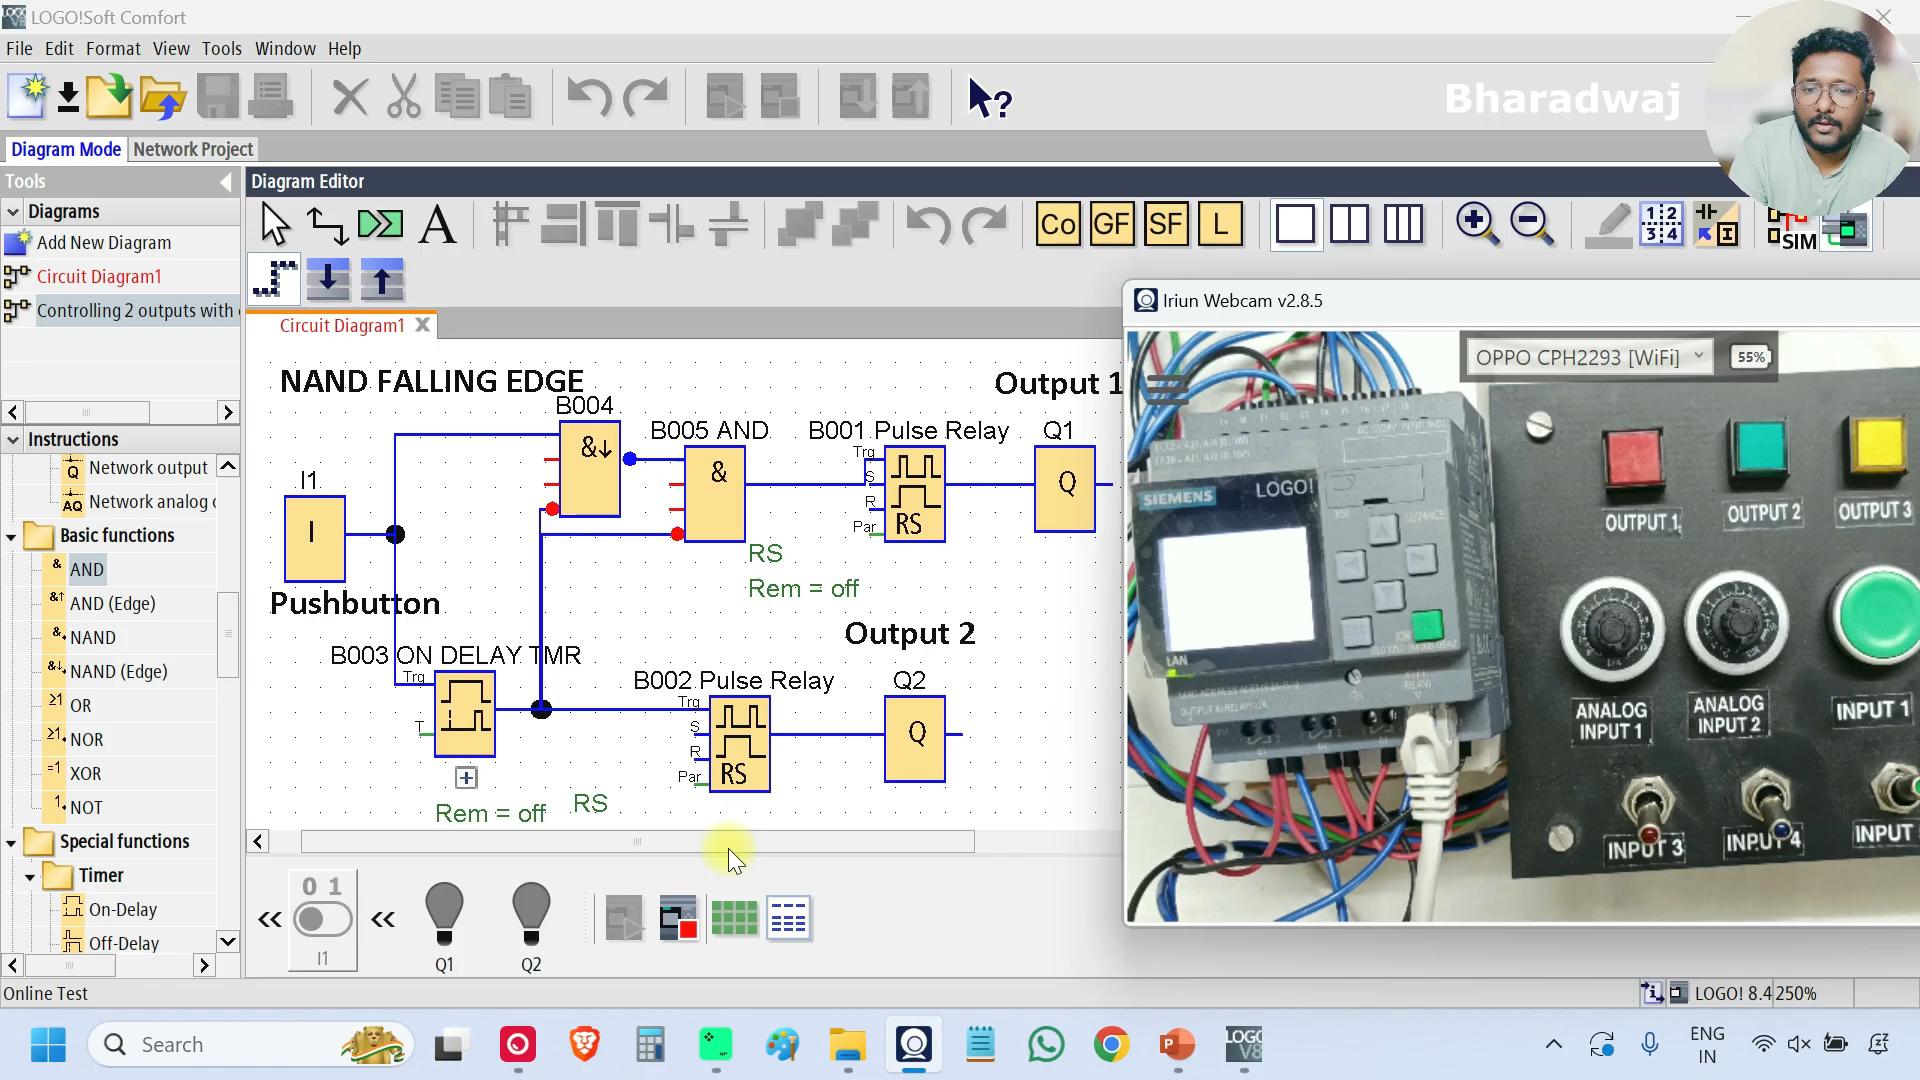 LOGO!Soft Comfort
File Edit Format View Tools Window Help
Bharadwaj
Diagram Mode Network Project
Tools
Diagram Editor
Diagrams
Add New Diagram
Circuit Diagram1
Controlling 2 outputs with
Co GF SF L
SIM
Circuit Diagram1
Instructions
Network output
Network analog
Basic functions
AND
AND (Edge)
NAND
NAND (Edge)
OR
NOR
XOR
NOT
Special functions
Timer
On-Delay
Off-Delay
NAND FALLING EDGE
Output 1
B004
B005 AND
B001 Pulse Relay
Q1
&↓
&
Trg
S
R
Par
RS
Q
I1
I
RS
Rem = off
Pushbutton
Output 2
B003 ON DELAY TMR
Trg
T
B002 Pulse Relay
Q2
Trg
S
R
Par
RS
Q
Rem = off
RS
0 1
I1
Q1
Q2
Iriun Webcam v2.8.5
OPPO CPH2293 [WiFi]
55%
SIEMENS
LOGO!
LAN
OUTPUT 1
OUTPUT 2
OUTPUT 3
ANALOG INPUT 1
ANALOG INPUT 2
INPUT 1
INPUT 3
INPUT 4
INPUT
Online Test
LOGO! 8.4 250%
Search
LOGO V8
ENG
IN